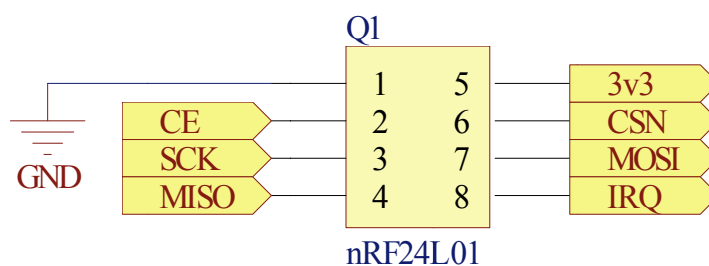 Q1
1 5 3v3
CE 2 6 CSN
SCK 3 7 MOSI
MISO 4 8 IRQ
GND
nRF24L01